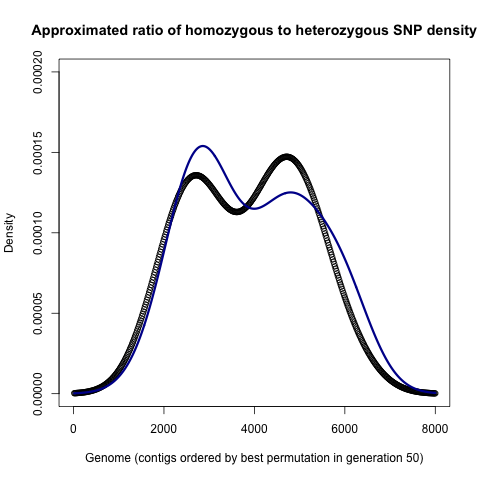 Approximated ratio of homozygous to heterozygous SNP density
0.00020
0.00015
0.00010
0.00005
0.00000
Density
0 2000 4000 6000 8000
Genome (contigs ordered by best permutation in generation 50)